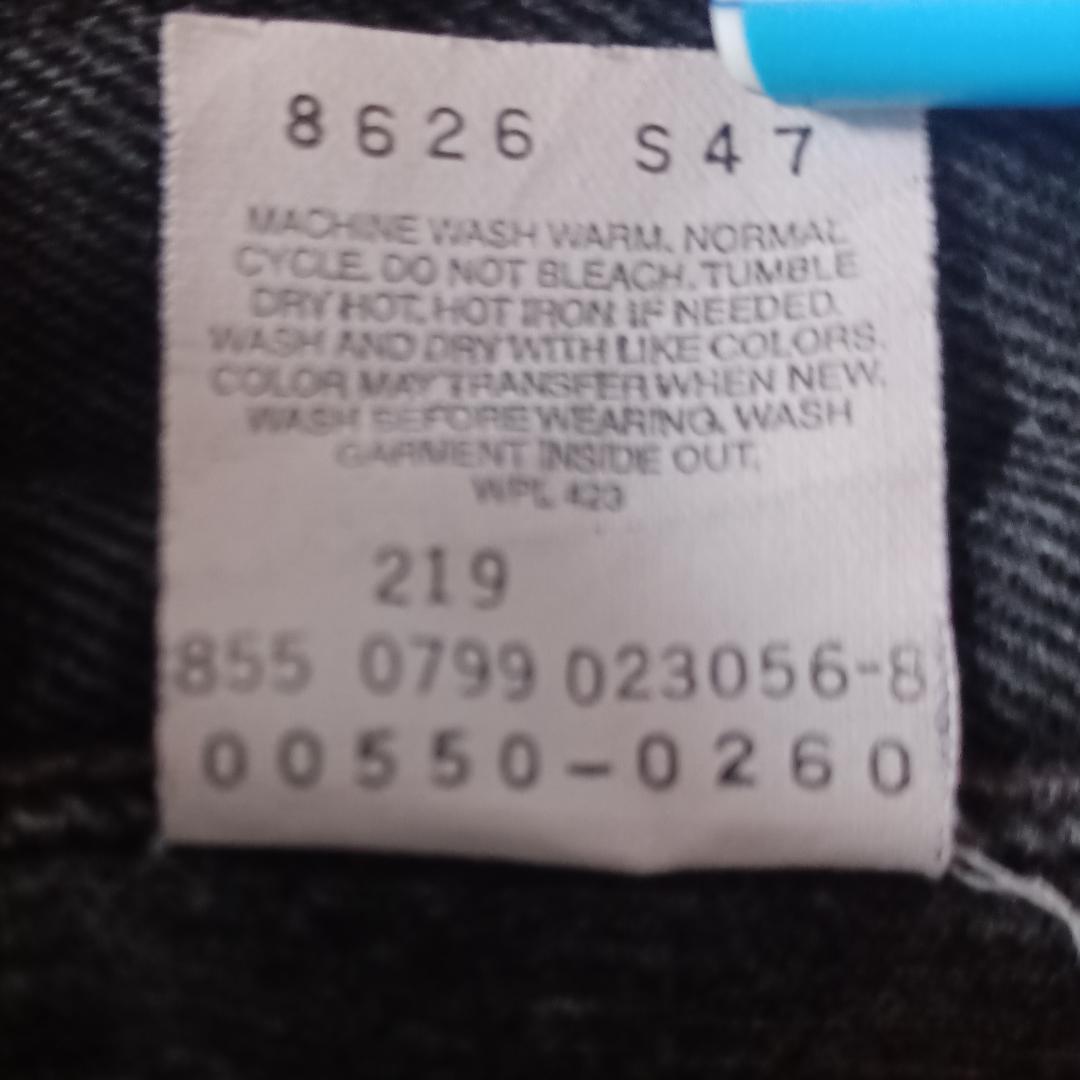 8626 S47
MACHINE WASH WARM. NORMAL
CYCLE. DO NOT BLEACH. TUMBLE
DRY HOT. HOT IRON IF NEEDED.
WASH AND DRY WITH LIKE COLORS.
COLOR MAY TRANSFER WHEN NEW.
WASH BEFORE WEARING. WASH
GARMENT INSIDE OUT.
WPL 423
219
855 0799 023056-8
00550-0260